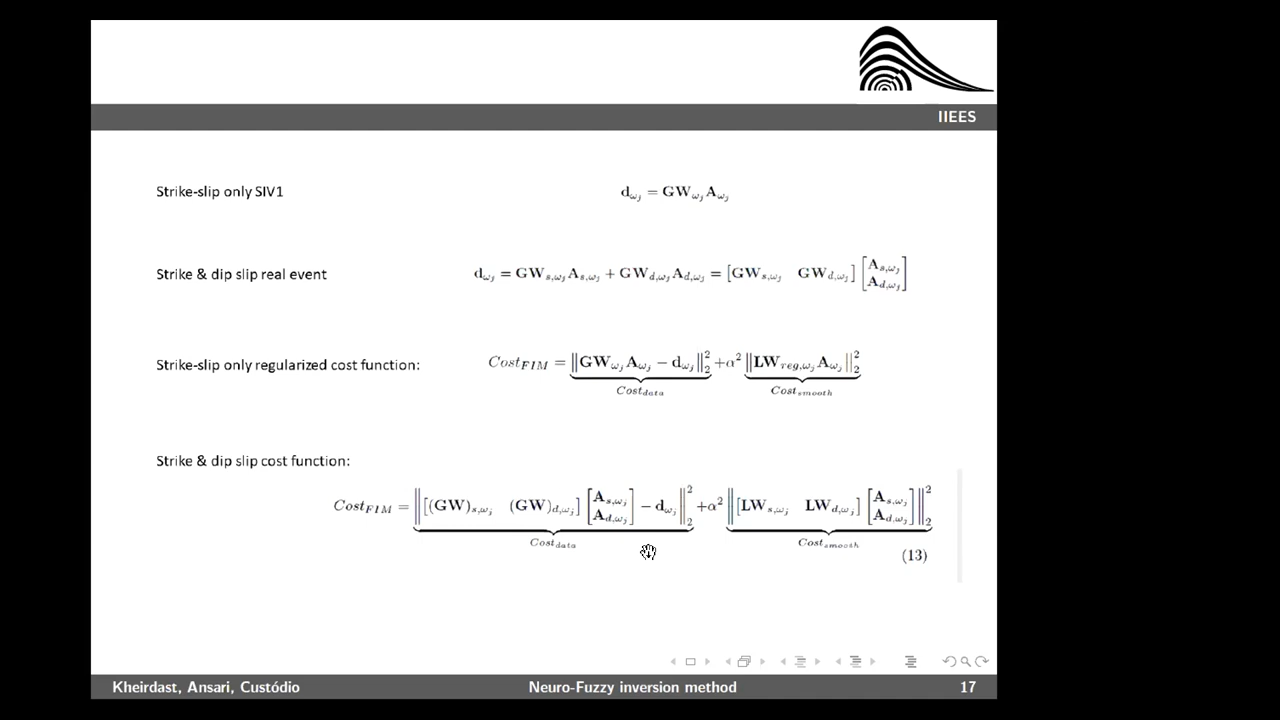 IIEES
Strike-slip only SIV1
d_{ω_j} = GW_{ω_j} A_{ω_j}
Strike & dip slip real event
d_{ω_j} = GW_{s,ω_j} A_{s,ω_j} + GW_{d,ω_j} A_{d,ω_j} = [GW_{s,ω_j} GW_{d,ω_j}] [A_{s,ω_j} A_{d,ω_j}]
Strike-slip only regularized cost function:
Cost_{FIM} = ‖GW_{ω_j} A_{ω_j} − d_{ω_j}‖_2^2 + α^2 ‖LW_{reg,ω_j} A_{ω_j}‖_2^2
Cost_{data} Cost_{smooth}
Strike & dip slip cost function:
Cost_{FIM} = ‖[(GW)_{s,ω_j} (GW)_{d,ω_j}] [A_{s,ω_j} A_{d,ω_j}] − d_{ω_j}‖_2^2 + α^2 ‖[LW_{s,ω_j} LW_{d,ω_j}] [A_{s,ω_j} A_{d,ω_j}]‖_2^2
Cost_{data} Cost_{smooth}
(13)
Kheirdast, Ansari, Custódio Neuro-Fuzzy inversion method 17